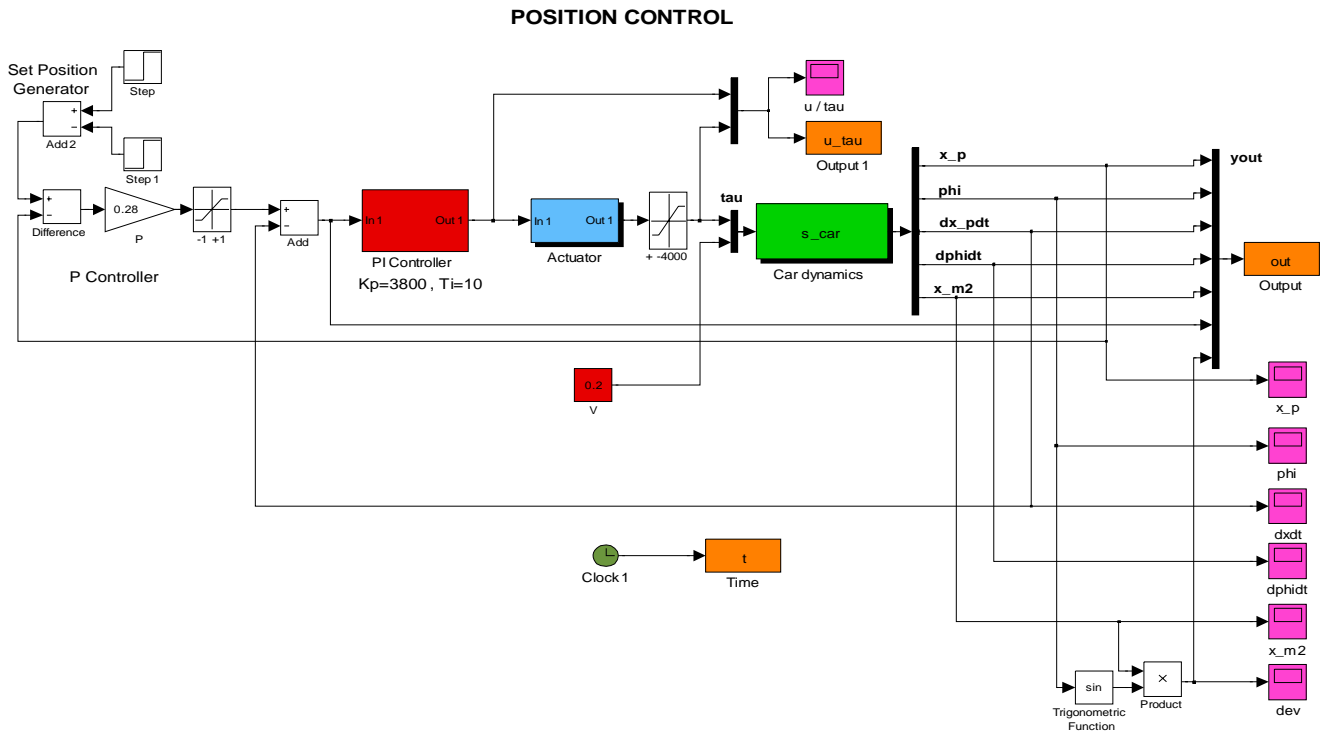 POSITION CONTROL
Set Position
Generator
Step
+
−
Add 2
Step 1
+
−
Difference
0.28
P
-1 +1
P Controller
+
−
Add
In 1 Out 1
PI Controller
Kp=3800 , Ti=10
In 1 Out 1
Actuator
+ -4000
u / tau
u_tau
Output 1
tau
s_car
Car dynamics
x_p
phi
dx_pdt
dphidt
x_m2
yout
out
Output
0.2
V
Clock 1
t
Time
x_p
phi
dxdt
dphidt
x_m2
sin
Trigonometric
Function
×
Product
dev